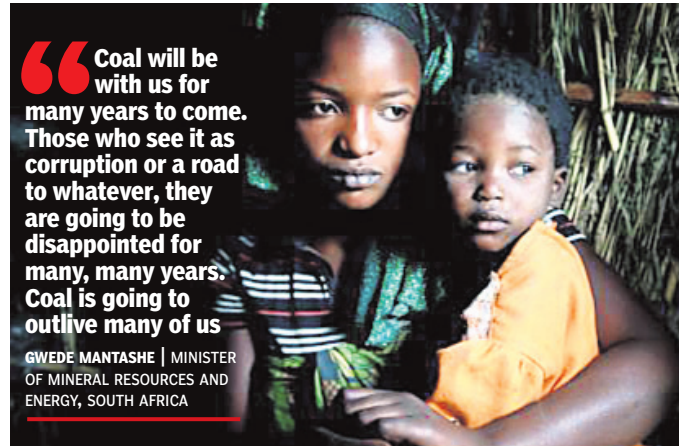 “Coal will be
with us for
many years to come.
Those who see it as
corruption or a road
to whatever, they
are going to be
disappointed for
many, many years.
Coal is going to
outlive many of us
GWEDE MANTASHE | MINISTER
OF MINERAL RESOURCES AND
ENERGY, SOUTH AFRICA